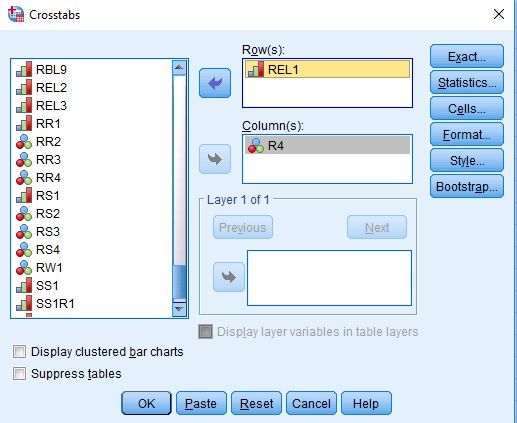 Crosstabs
RBL9
REL2
REL3
RR1
RR2
RR3
RR4
RS1
RS2
RS3
RS4
RW1
SS1
SS1R1
Row(s):
REL1
Column(s):
R4
Layer 1 of 1
Previous
Next
Display layer variables in table layers
Exact...
Statistics...
Cells...
Format...
Style...
Bootstrap...
Display clustered bar charts
Suppress tables
OK
Paste
Reset
Cancel
Help